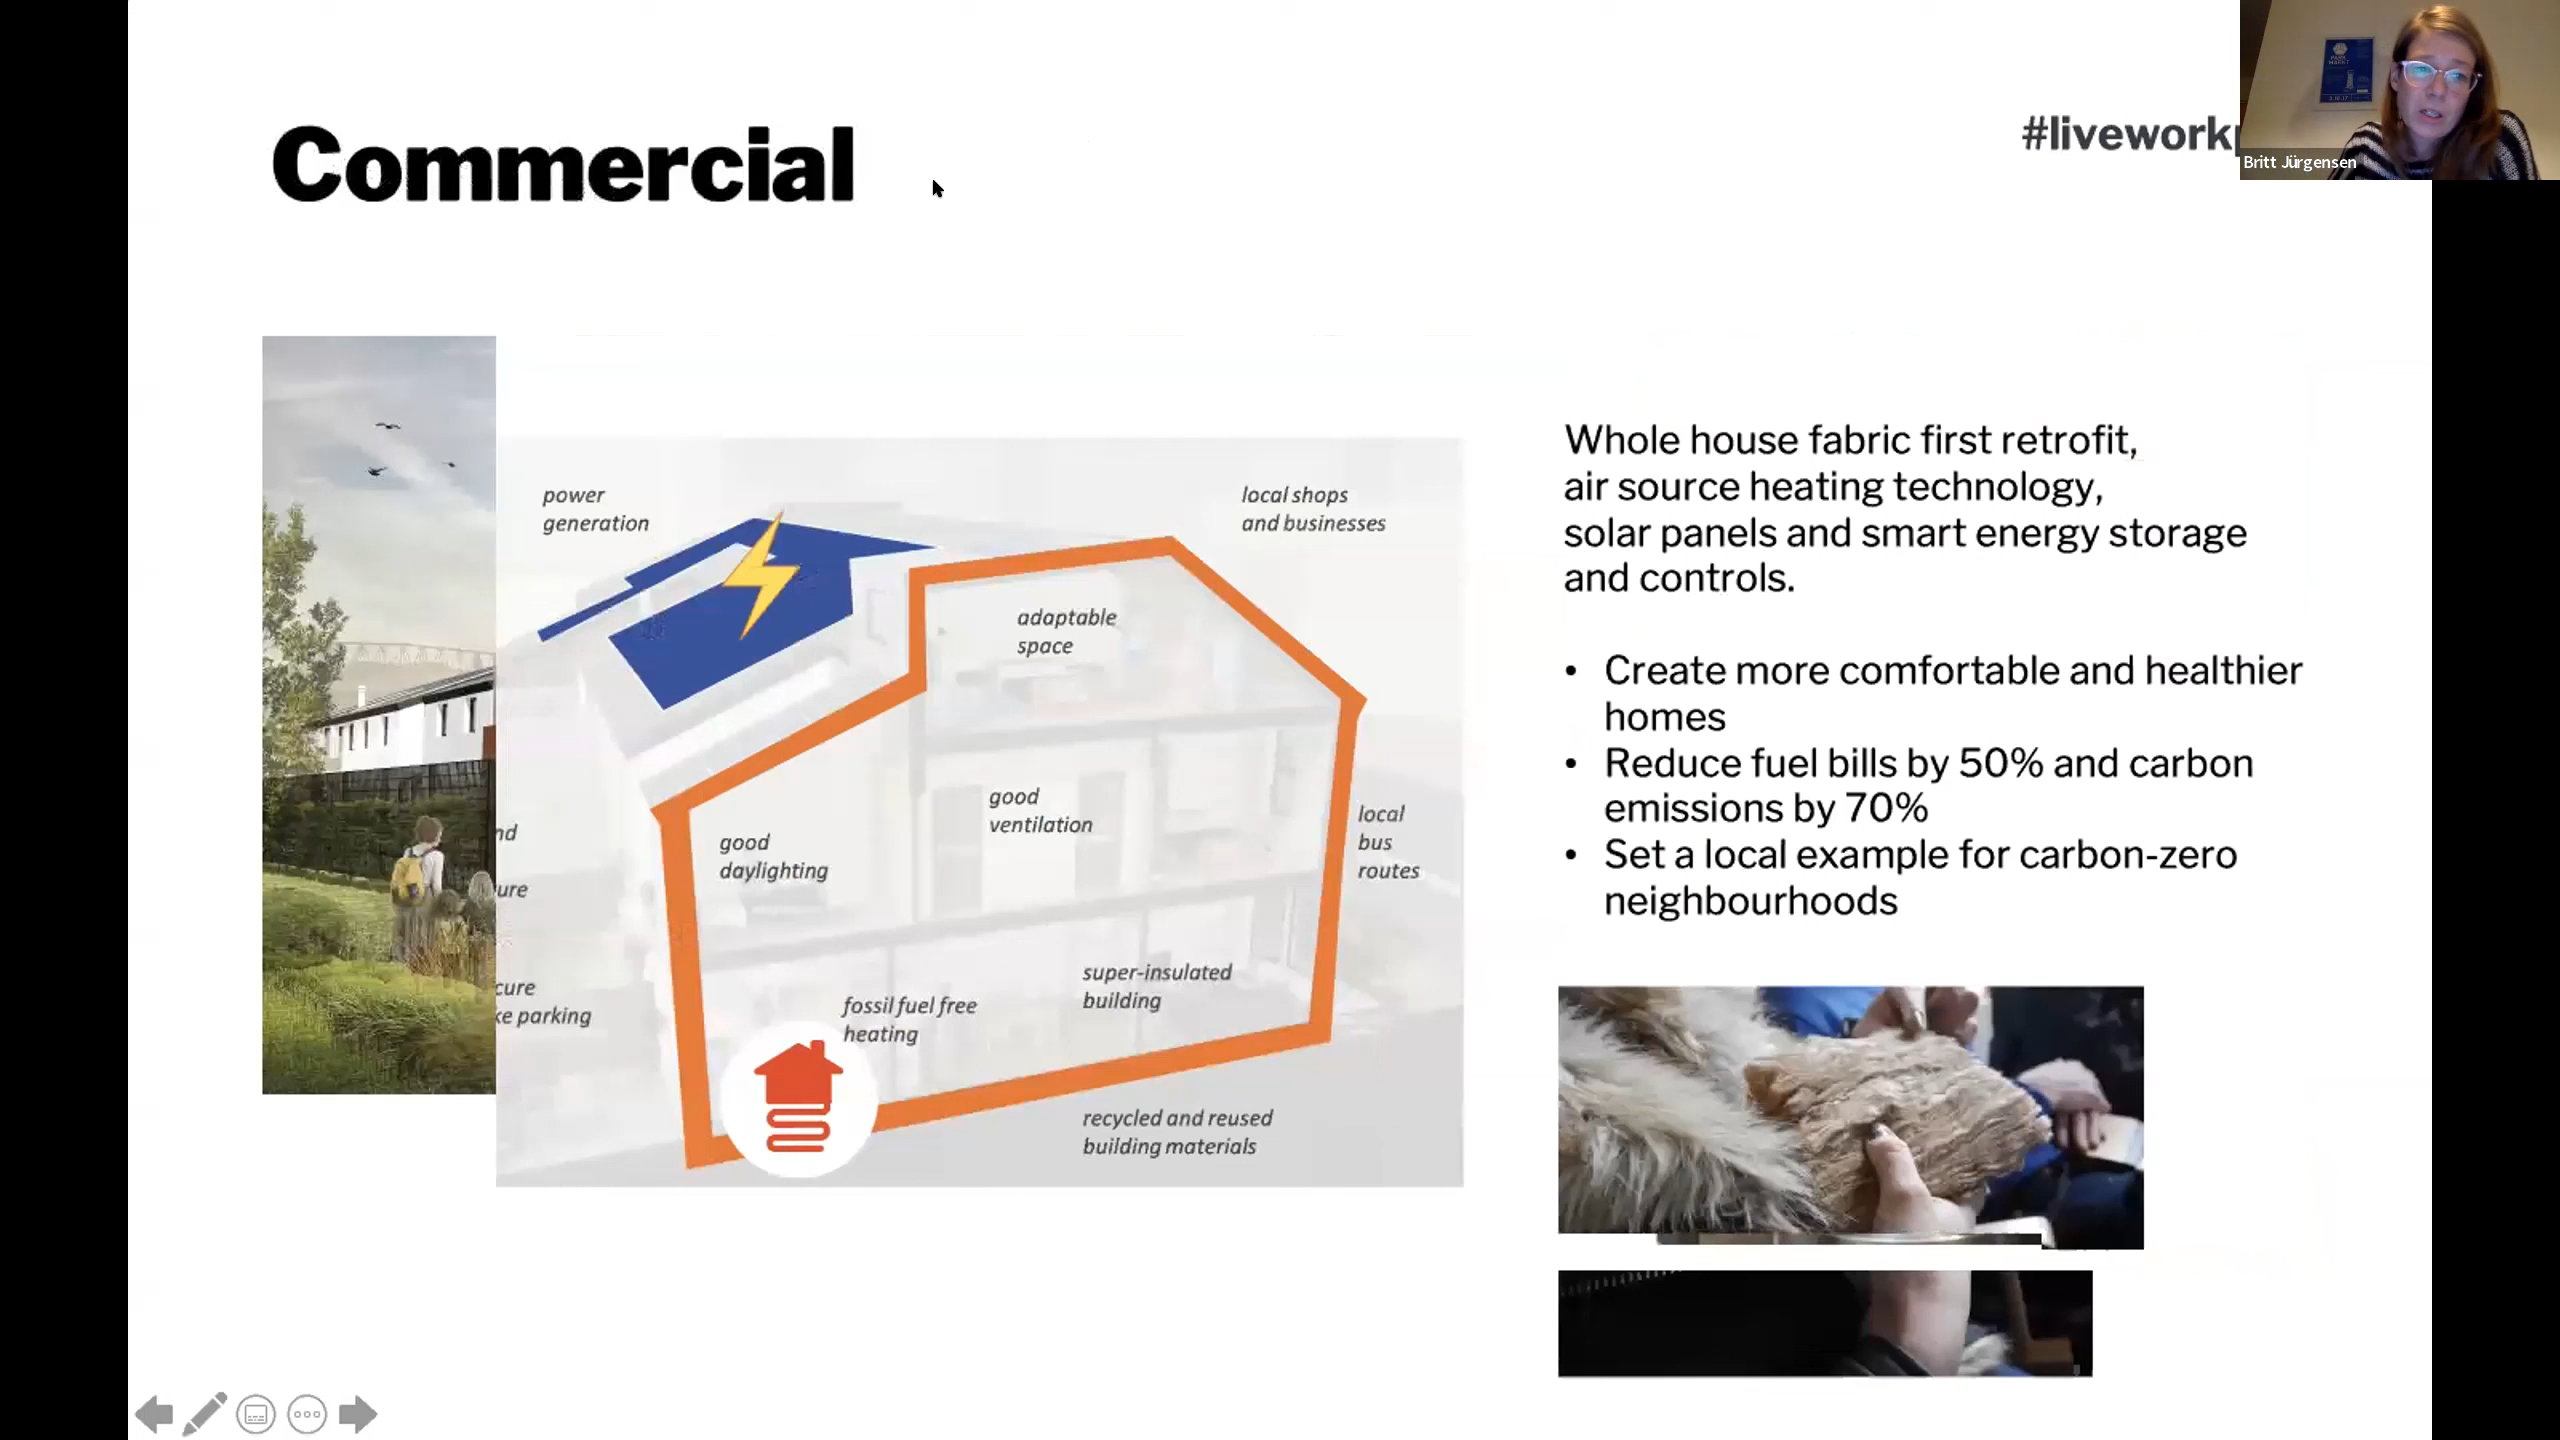 Commercial
#livework
Britt Jürgensen
power
generation
local shops
and businesses
adaptable
space
good
ventilation
good
daylighting
local
bus
routes
nd
ure
cure
ke parking
fossil fuel free
heating
super-insulated
building
recycled and reused
building materials
Whole house fabric first retrofit,
air source heating technology,
solar panels and smart energy storage
and controls.
• Create more comfortable and healthier
homes
• Reduce fuel bills by 50% and carbon
emissions by 70%
• Set a local example for carbon-zero
neighbourhoods